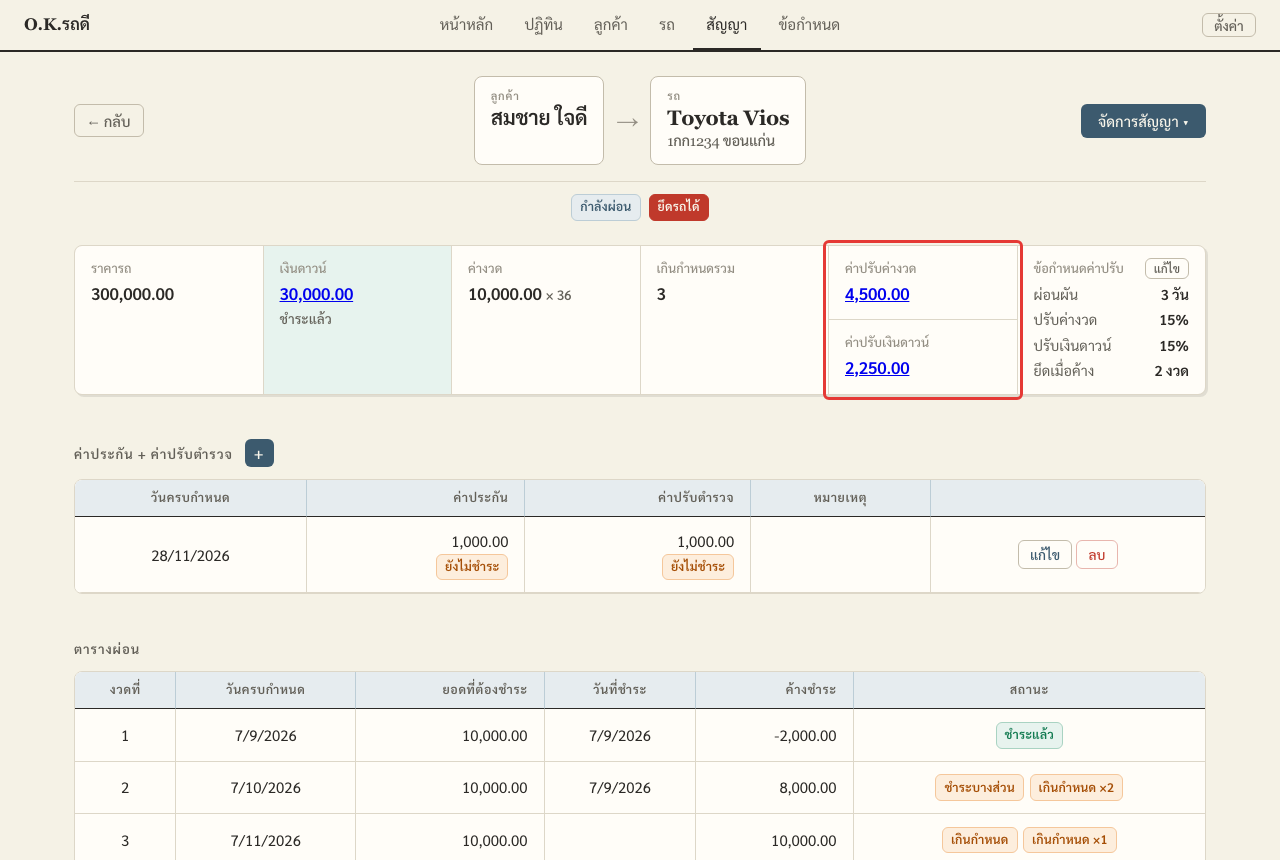 O.K.รถดี
หน้าหลัก ปฏิทิน ลูกค้า รถ สัญญา ข้อกำหนด
ตั้งค่า
← กลับ
ลูกค้า
สมชาย ใจดี
→
รถ
Toyota Vios
1กก1234 ขอนแก่น
จัดการสัญญา ▾
กำลังผ่อน ยึดรถได้
ราคารถ
300,000.00
เงินดาวน์
30,000.00
ชำระแล้ว
ค่างวด
10,000.00 × 36
เกินกำหนดรวม
3
ค่าปรับค่างวด
4,500.00
ค่าปรับเงินดาวน์
2,250.00
ข้อกำหนดค่าปรับ แก้ไข
ผ่อนผัน 3 วัน
ปรับค่างวด 15%
ปรับเงินดาวน์ 15%
ยึดเมื่อค้าง 2 งวด
ค่าประกัน + ค่าปรับตำรวจ +
วันครบกำหนด ค่าประกัน ค่าปรับตำรวจ หมายเหตุ
28/11/2026 1,000.00 1,000.00 แก้ไข ลบ
ยังไม่ชำระ ยังไม่ชำระ
ตารางผ่อน
งวดที่ วันครบกำหนด ยอดที่ต้องชำระ วันที่ชำระ ค้างชำระ สถานะ
1 7/9/2026 10,000.00 7/9/2026 -2,000.00 ชำระแล้ว
2 7/10/2026 10,000.00 7/9/2026 8,000.00 ชำระบางส่วน เกินกำหนด ×2
3 7/11/2026 10,000.00 10,000.00 เกินกำหนด เกินกำหนด ×1